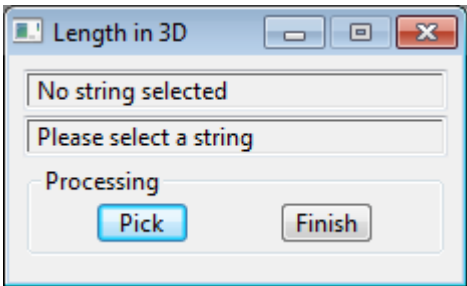 Length in 3D
No string selected
Please select a string
Processing
Pick Finish